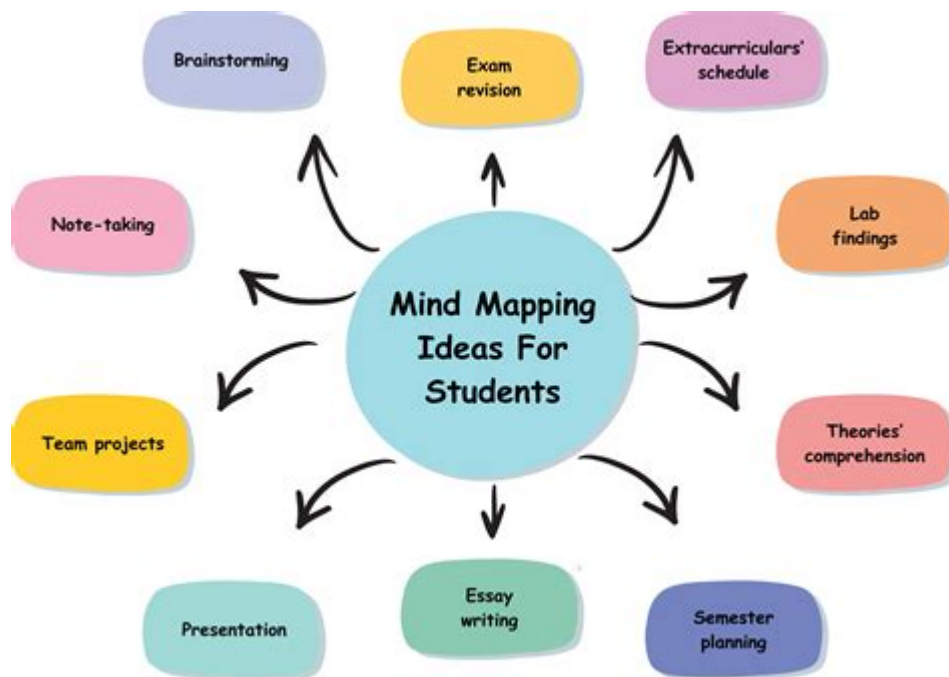 Brainstorming
Exam
revision
Extracurriculars’
schedule
Note-taking
Lab
findings
Mind Mapping
Ideas For
Students
Team projects
Theories’
comprehension
Presentation
Essay
writing
Semester
planning